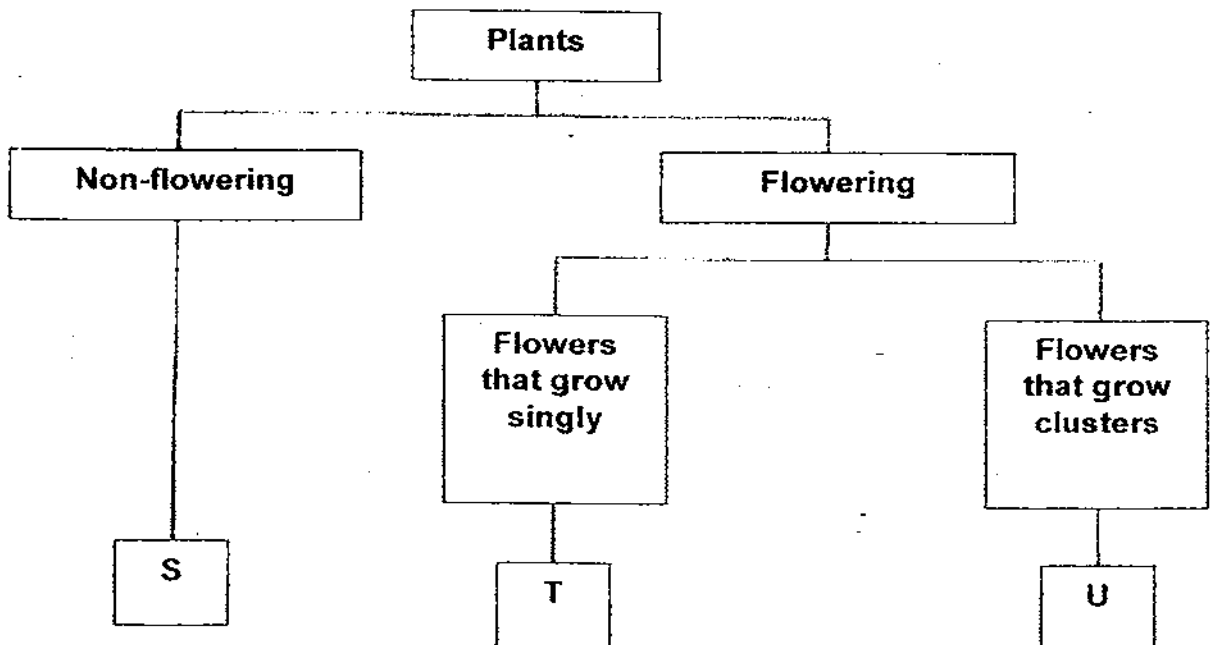 Plants
Non-flowering
Flowering
Flowers
that grow
singly
Flowers
that grow
clusters
S
T
U